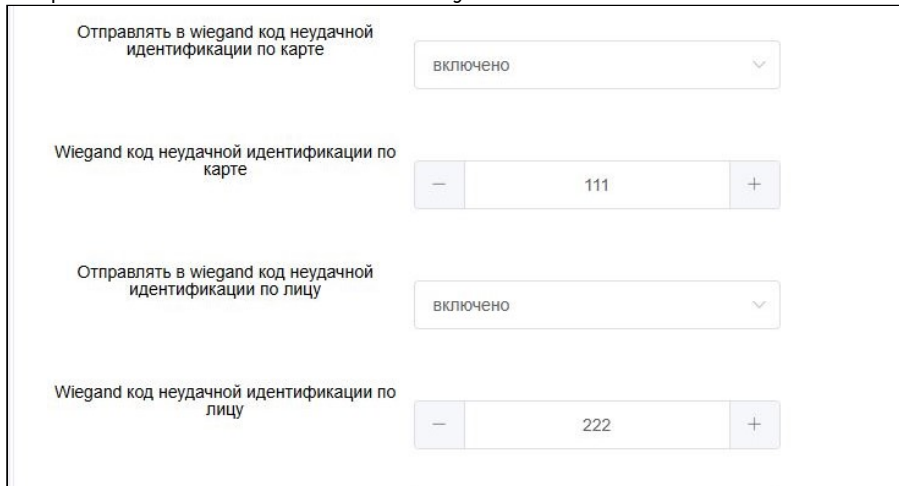 Отправлять в wiegand код неудачной
идентификации по карте
включено
Wiegand код неудачной идентификации по
карте
111
Отправлять в wiegand код неудачной
идентификации по лицу
включено
Wiegand код неудачной идентификации по
лицу
222